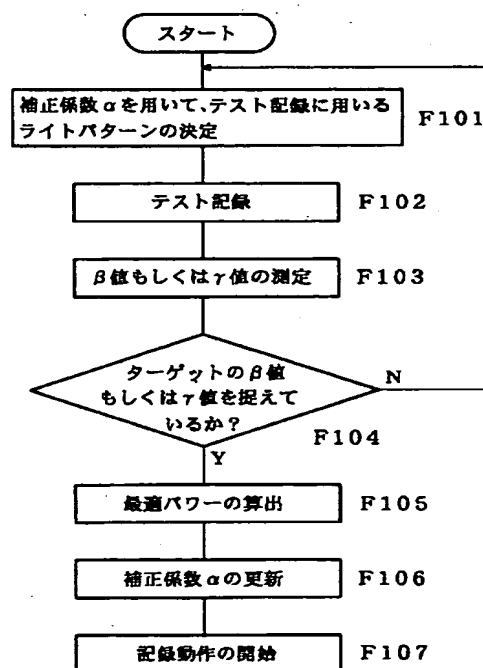 スタート
補正係数αを用いて、テスト記録に用いる
ライトパターンの決定
F101
テスト記録
F102
β値もしくはγ値の測定
F103
ターゲットのβ値
もしくはγ値を捉えて
いるか?
N
F104
Y
最適パワーの算出
F105
補正係数αの更新
F106
記録動作の開始
F107